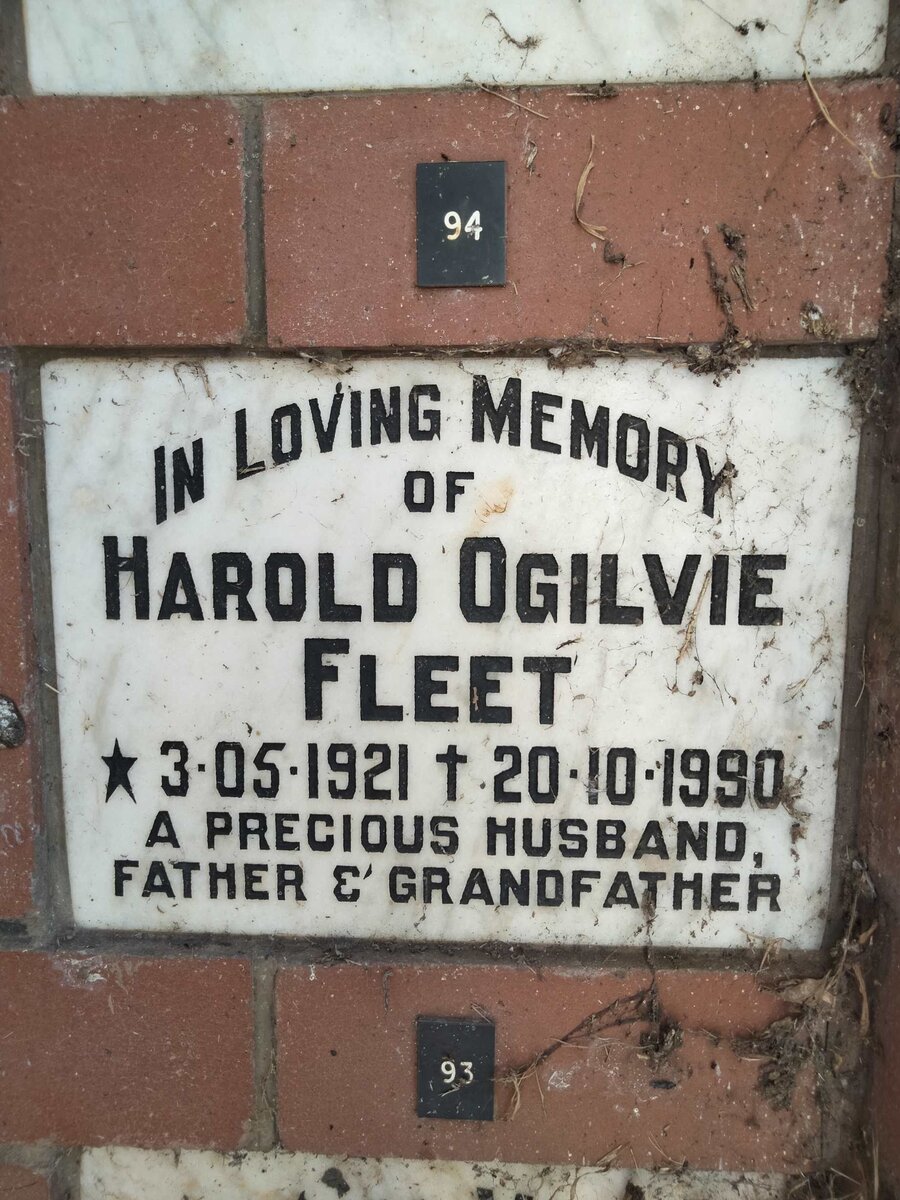 94
IN LOVING MEMORY
OF
HAROLD OGILVIE
FLEET
★ 3·05·1921 ✝ 20·10·1990
A PRECIOUS HUSBAND,
FATHER & GRANDFATHER
93